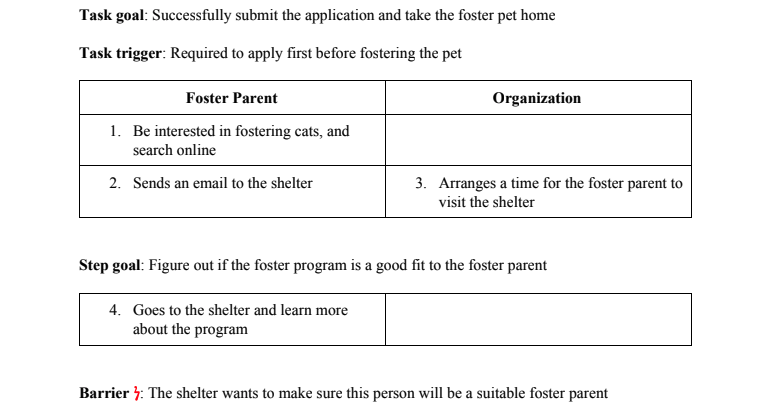 Task goal: Successfully submit the application and take the foster pet home
Task trigger: Required to apply first before fostering the pet
Foster Parent
Organization
1. Be interested in fostering cats, and
search online
2. Sends an email to the shelter
3. Arranges a time for the foster parent to
visit the shelter
Step goal: Figure out if the foster program is a good fit to the foster parent
4. Goes to the shelter and learn more
about the program
Barrier : The shelter wants to make sure this person will be a suitable foster parent